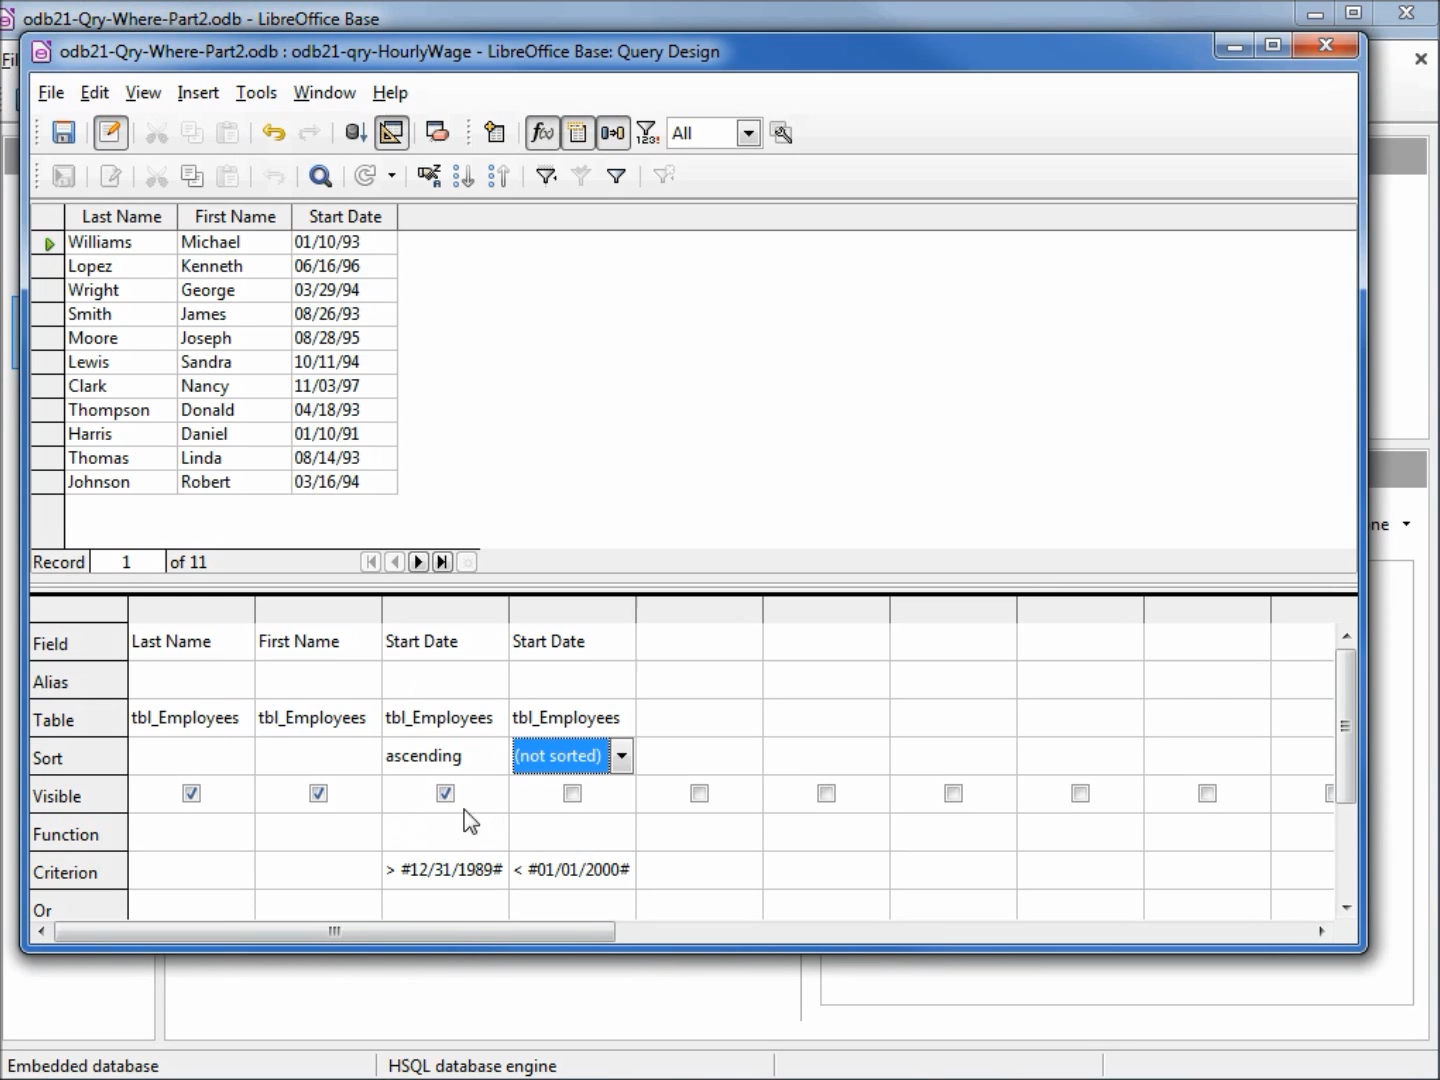 odb21-Qry-Where-Part2.odb - LibreOffice Base
odb21-Qry-Where-Part2.odb : odb21-qry-HourlyWage - LibreOffice Base: Query Design
File Edit View Insert Tools Window Help
All
Last Name First Name Start Date
Williams Michael 01/10/93
Lopez Kenneth 06/16/96
Wright George 03/29/94
Smith James 08/26/93
Moore Joseph 08/28/95
Lewis Sandra 10/11/94
Clark Nancy 11/03/97
Thompson Donald 04/18/93
Harris Daniel 01/10/91
Thomas Linda 08/14/93
Johnson Robert 03/16/94
Record 1 of 11
Field Last Name First Name Start Date Start Date
Alias
Table tbl_Employees tbl_Employees tbl_Employees tbl_Employees
Sort ascending (not sorted)
Visible
Function
Criterion > #12/31/1989# < #01/01/2000#
Or
Embedded database HSQL database engine